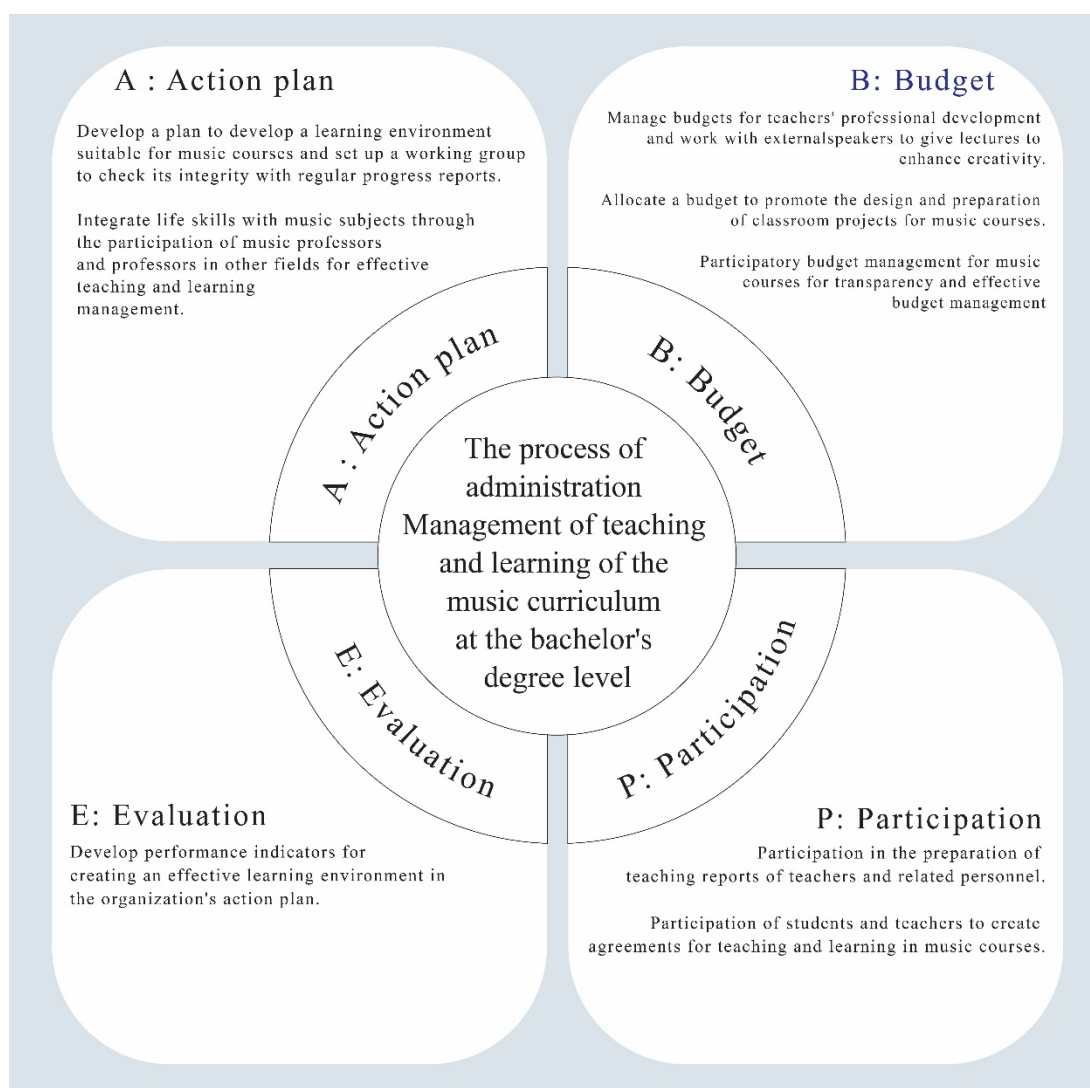 A : Action plan
Develop a plan to develop a learning environment
suitable for music courses and set up a working group
to check its integrity with regular progress reports.
Integrate life skills with music subjects through
the participation of music professors
and professors in other fields for effective
teaching and learning
management.
B: Budget
Manage budgets for teachers' professional development
and work with externalspeakers to give lectures to
enhance creativity.
Allocate a budget to promote the design and preparation
of classroom projects for music courses.
Participatory budget management for music
courses for transparency and effective
budget management
A : Action plan
B: Budget
The process of
administration
Management of teaching
and learning of the
music curriculum
at the bachelor's
degree level
E: Evaluation
P: Participation
E: Evaluation
Develop performance indicators for
creating an effective learning environment in
the organization's action plan.
P: Participation
Participation in the preparation of
teaching reports of teachers and related personnel.
Participation of students and teachers to create
agreements for teaching and learning in music courses.